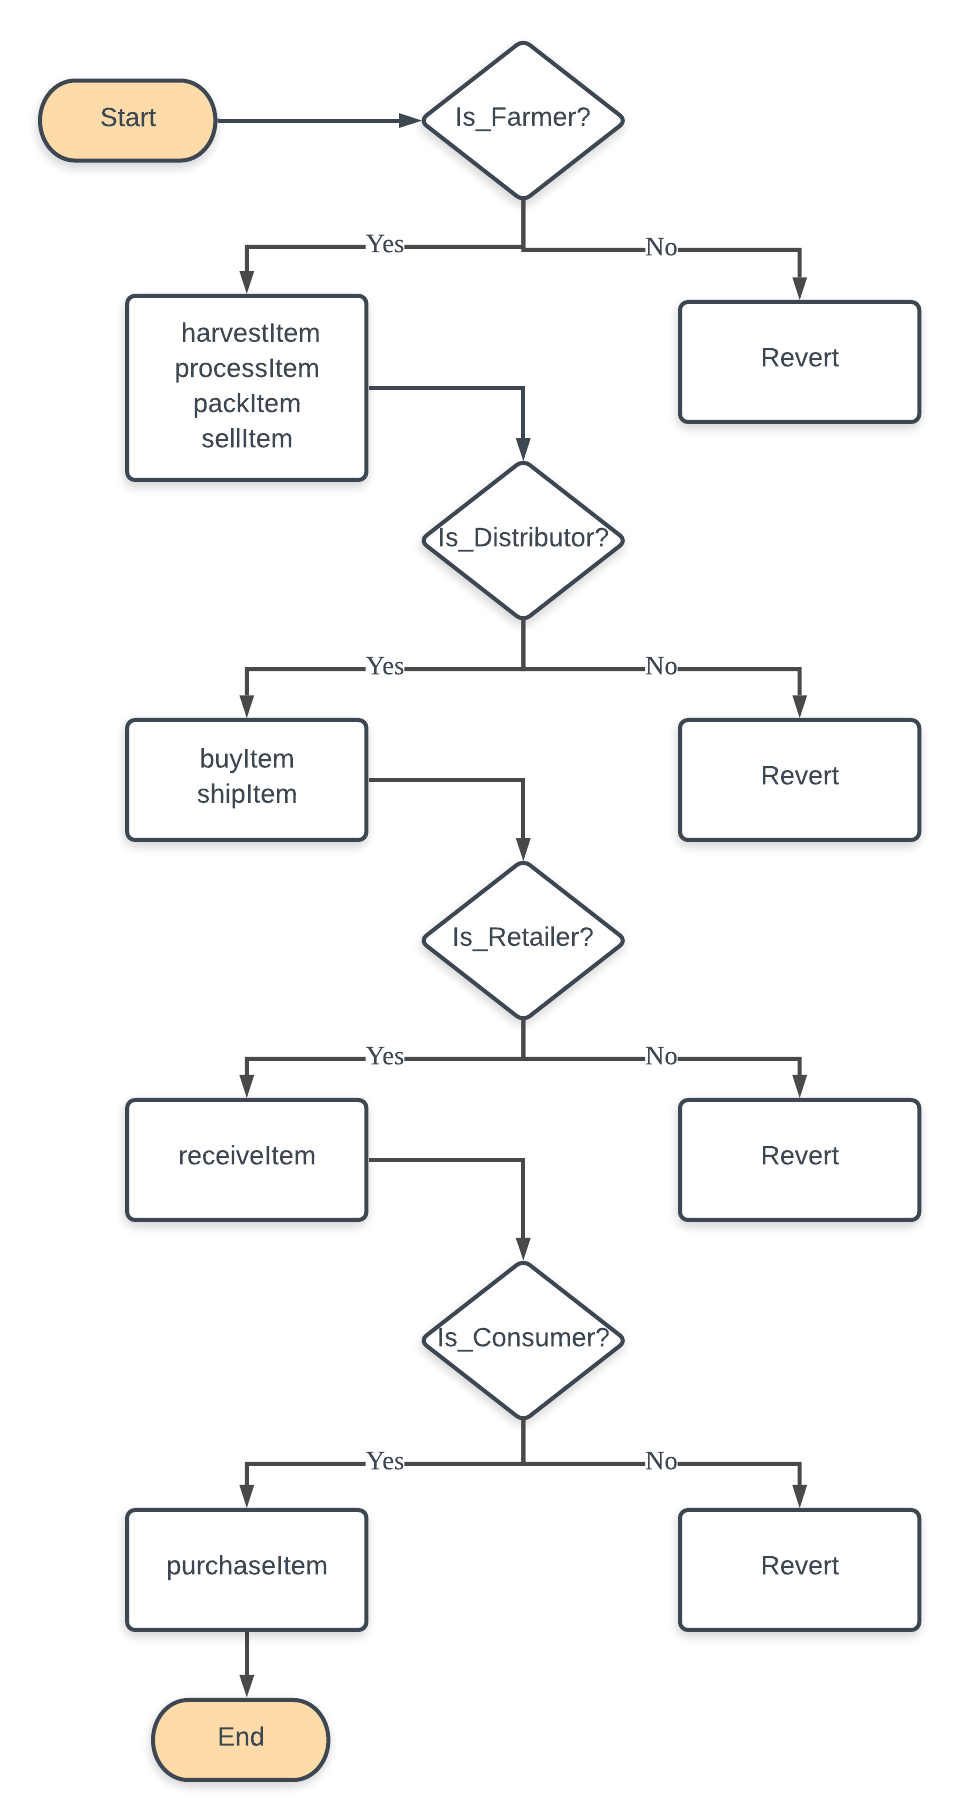 Start
Is_Farmer?
Yes
No
harvestItem
processItem
packItem
sellItem
Revert
Is_Distributor?
Yes
No
buyItem
shipItem
Revert
Is_Retailer?
Yes
No
receiveItem
Revert
Is_Consumer?
Yes
No
purchaseItem
Revert
End